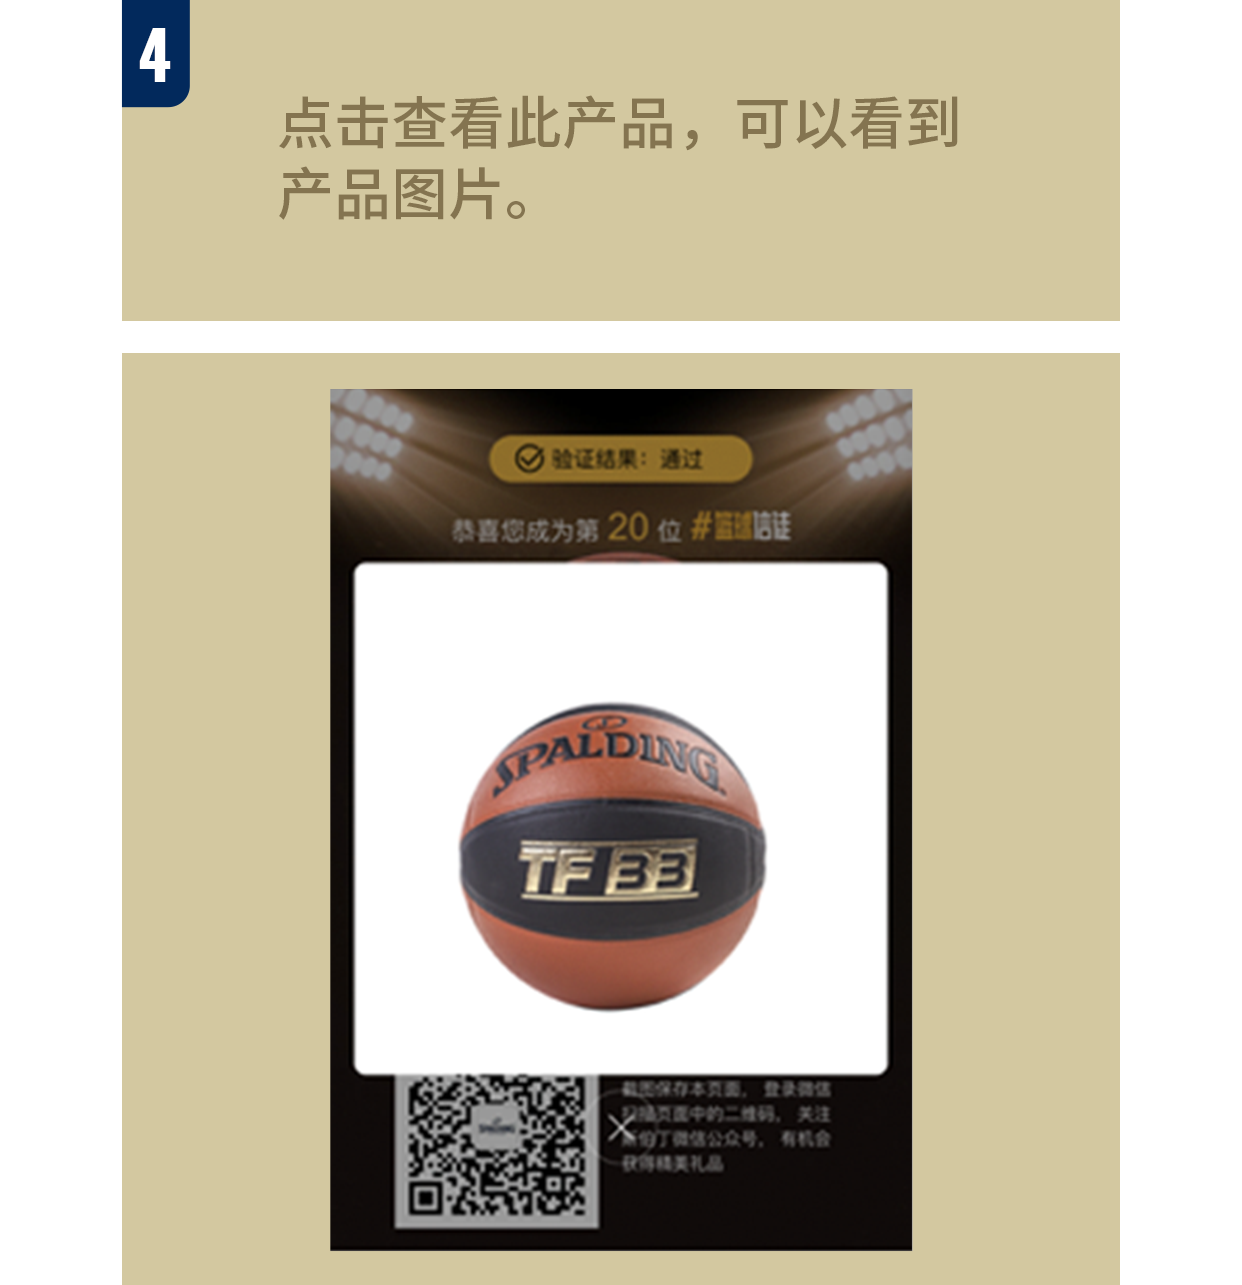 4
点击查看此产品，可以看到
产品图片。
验证结果：通过
恭喜您成为第 20 位 #篮球信徒
SPALDING
TF 33
截图保存本页面， 登录微信
扫描页面中的二维码， 关注
斯伯丁微信公众号， 有机会
获得精美礼品
SPALDING